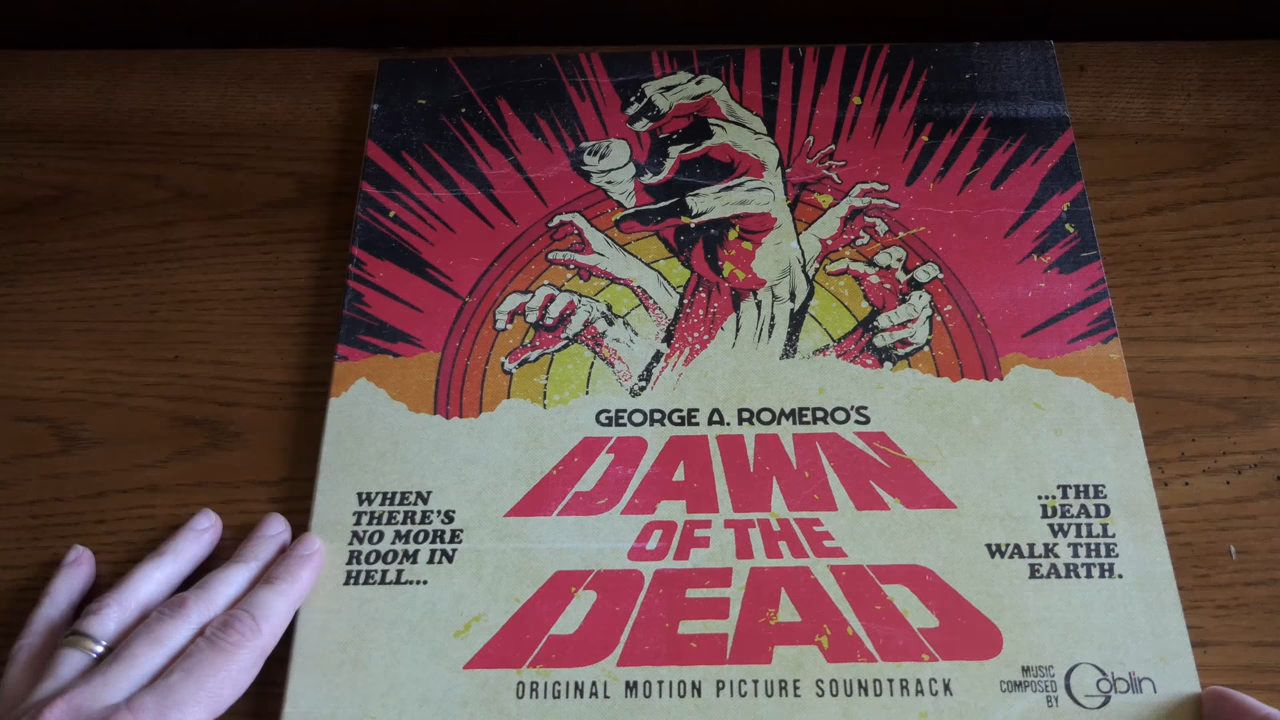 GEORGE A. ROMERO'S
DAWN
OF THE
DEAD
WHEN
THERE'S
NO MORE
ROOM IN
HELL...
...THE
DEAD
WILL
WALK THE
EARTH.
ORIGINAL MOTION PICTURE SOUNDTRACK
MUSIC
COMPOSED
BY
Goblin